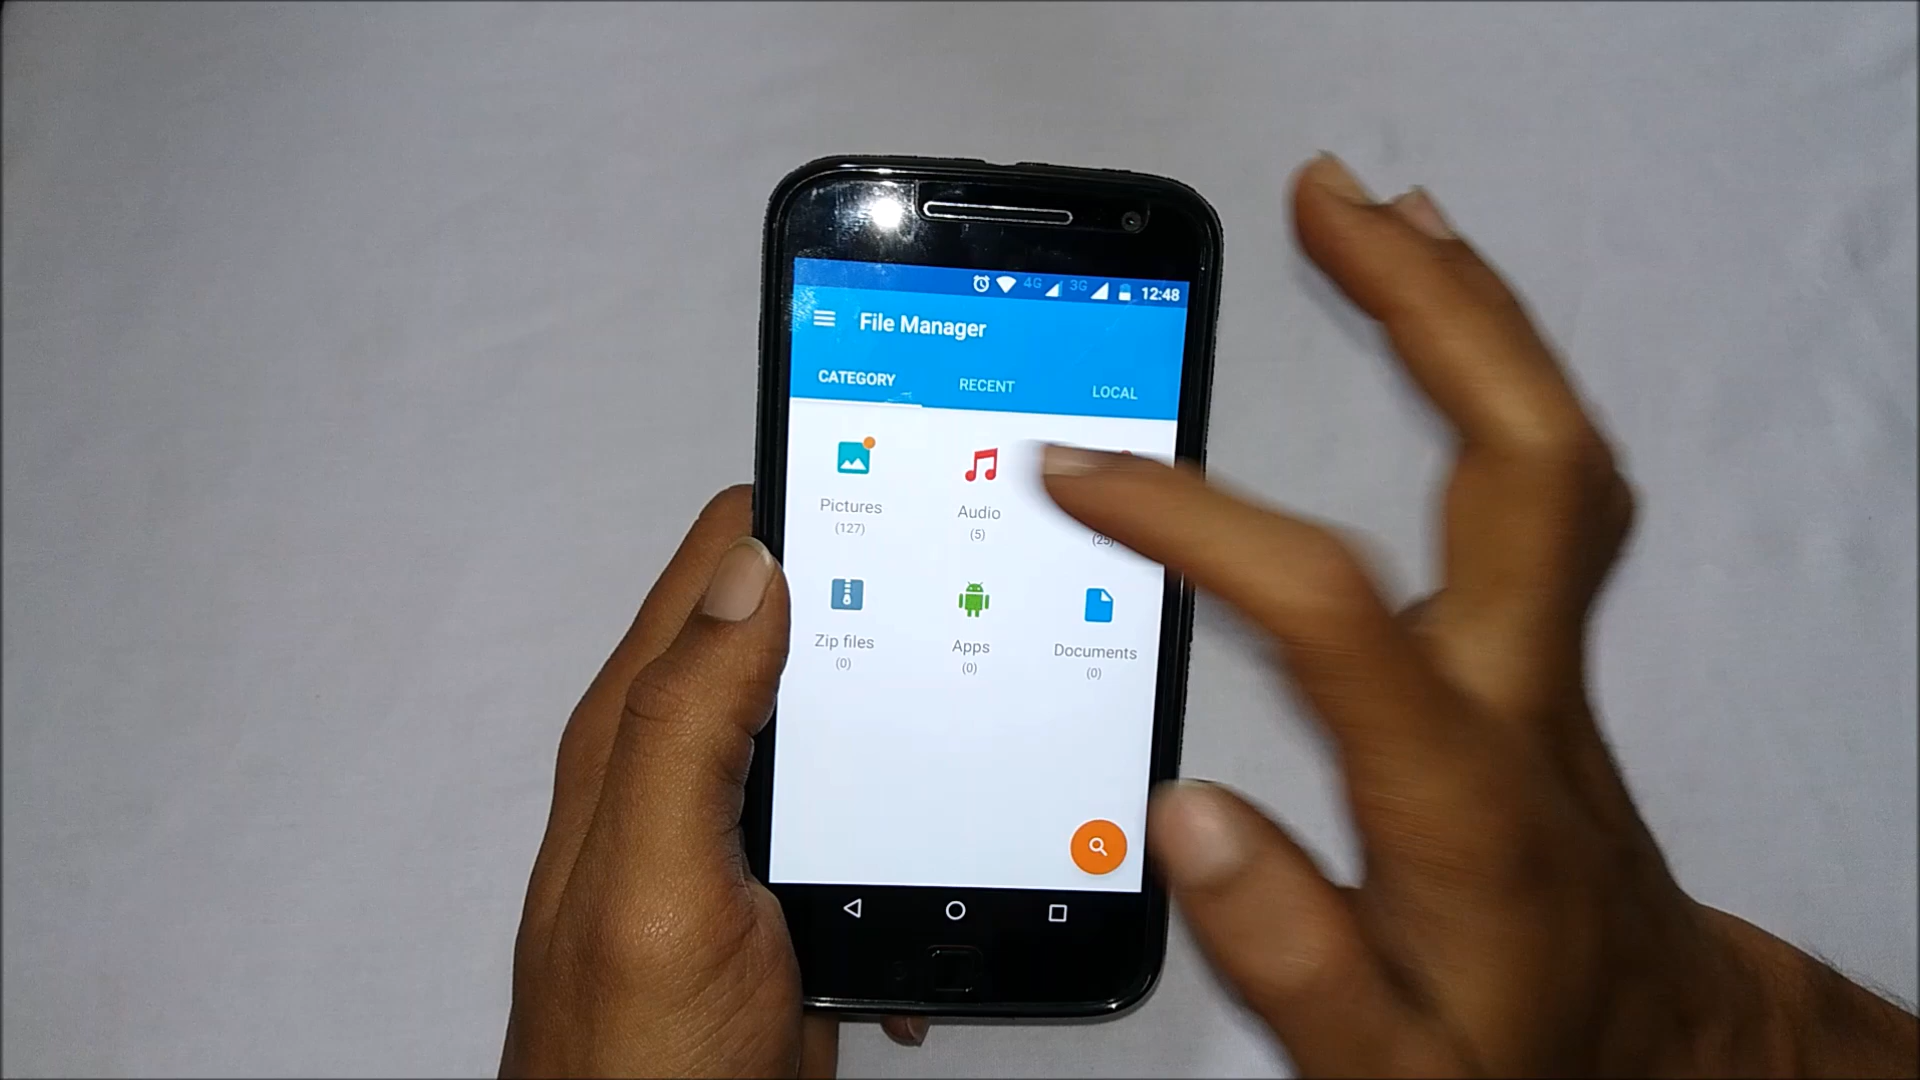 4G 3G 12:48
File Manager
CATEGORY RECENT LOCAL
Pictures Audio
(127) (5) (25)
Zip files Apps Documents
(0) (0) (0)